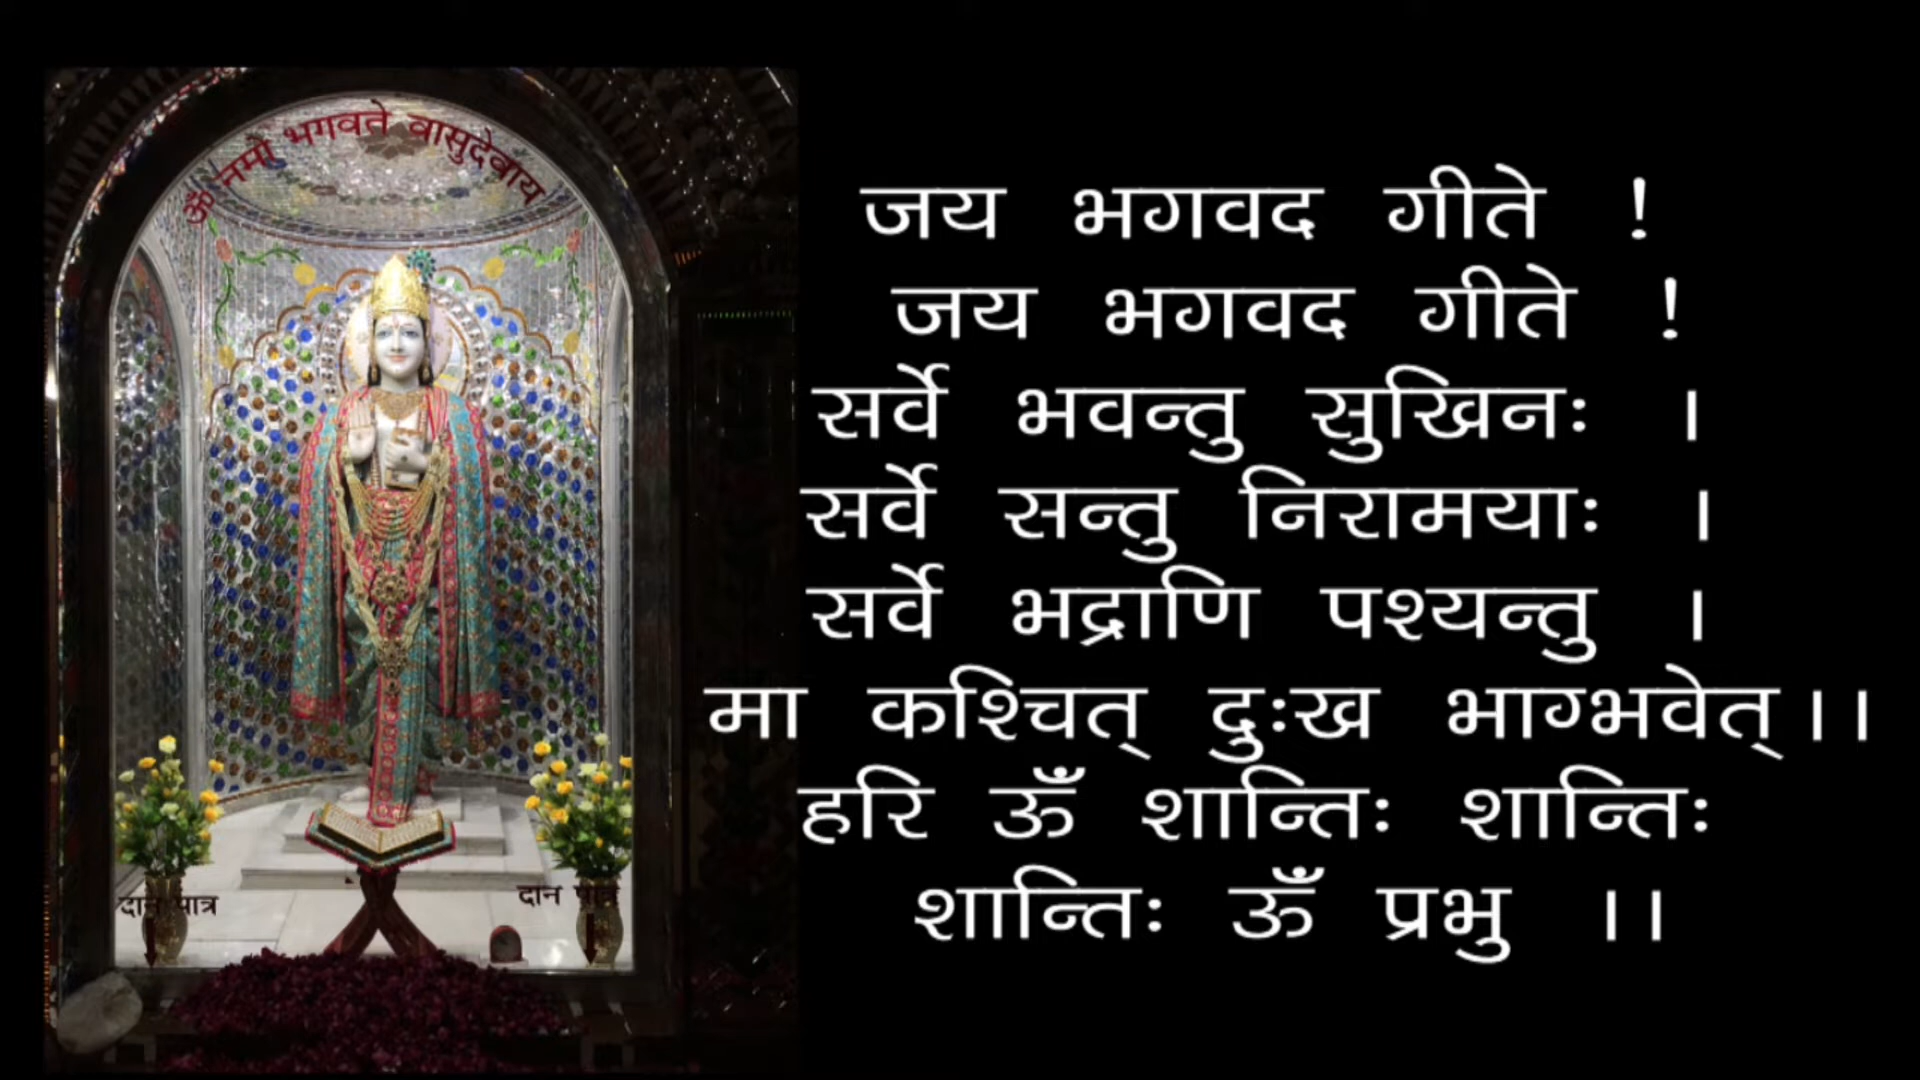 ॐ नमो भगवते वासुदेवाय
जय भगवद गीते !
जय भगवद गीते !
सर्वे भवन्तु सुखिनः ।
सर्वे सन्तु निरामयाः ।
सर्वे भद्राणि पश्यन्तु ।
मा कश्चित् दुःख भाग्भवेत्।।
हरि ऊँ शान्तिः शान्तिः
शान्तिः ऊँ प्रभु ।।
दान पात्र
दान पात्र